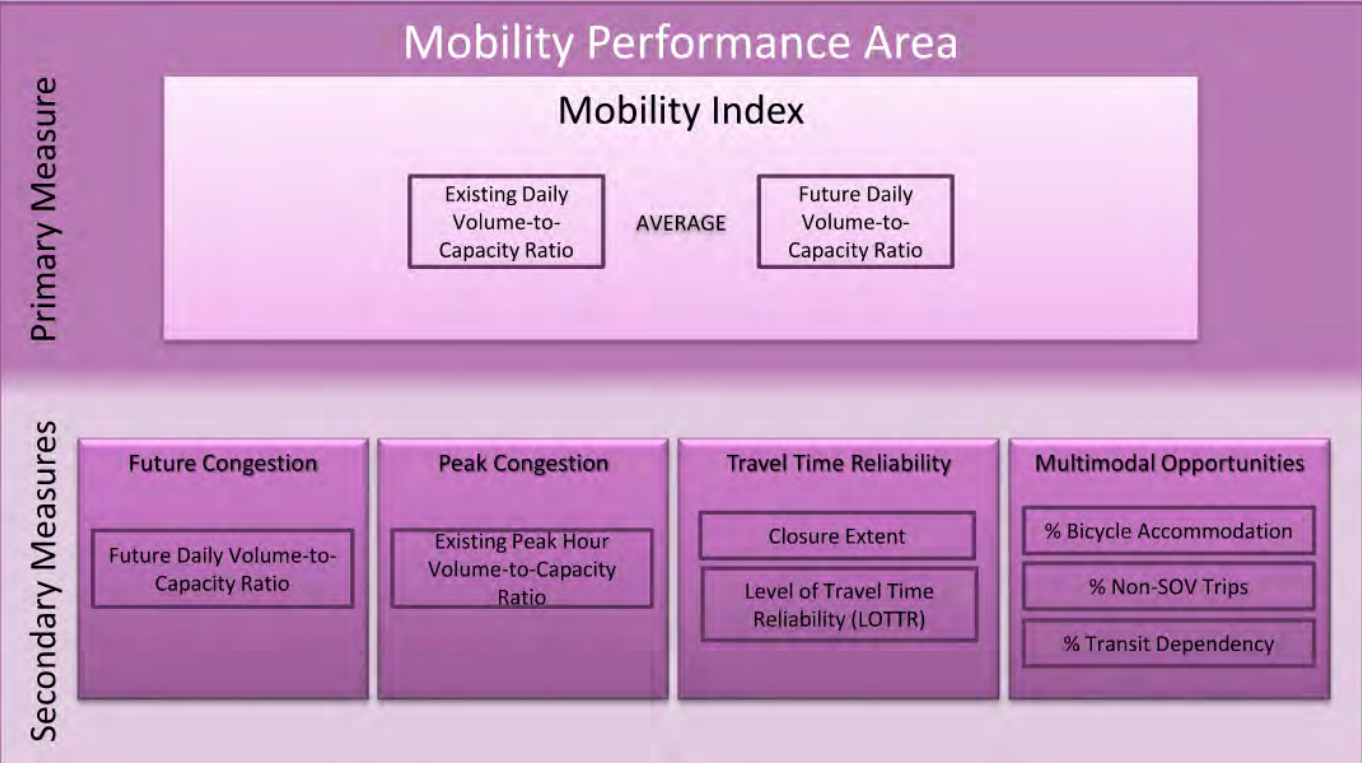 Mobility Performance Area
Primary Measure
Mobility Index
Existing Daily
Volume-to-
Capacity Ratio
AVERAGE
Future Daily
Volume-to-
Capacity Ratio
Secondary Measures
Future Congestion
Future Daily Volume-to-
Capacity Ratio
Peak Congestion
Existing Peak Hour
Volume-to-Capacity
Ratio
Travel Time Reliability
Closure Extent
Level of Travel Time
Reliability (LOTTR)
Multimodal Opportunities
% Bicycle Accommodation
% Non-SOV Trips
% Transit Dependency